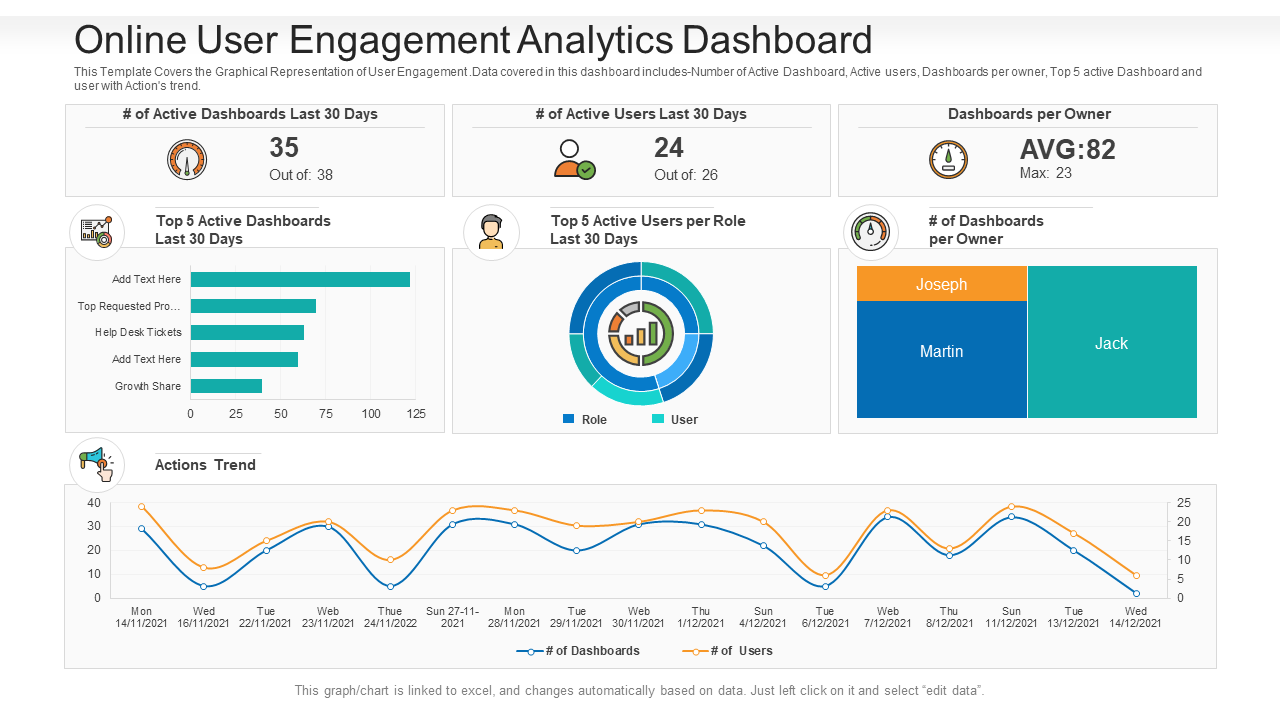 Online User Engagement Analytics Dashboard
This Template Covers the Graphical Representation of User Engagement .Data covered in this dashboard includes-Number of Active Dashboard, Active users, Dashboards per owner, Top 5 active Dashboard and
user with Action's trend.
# of Active Dashboards Last 30 Days
35
Out of: 38
# of Active Users Last 30 Days
24
Out of: 26
Dashboards per Owner
AVG:82
Max: 23
Top 5 Active Dashboards
Last 30 Days
Add Text Here
Top Requested Pro…
Help Desk Tickets
Add Text Here
Growth Share
0 25 50 75 100 125
Top 5 Active Users per Role
Last 30 Days
Role User
# of Dashboards
per Owner
Joseph
Martin
Jack
Actions Trend
40
30
20
10
0
25
20
15
10
5
0
Mon Wed Tue Web Thue Sun 27-11- Mon Tue Web Thu Sun Tue Web Thu Sun Tue Wed
14/11/2021 16/11/2021 22/11/2021 23/11/2021 24/11/2022 2021 28/11/2021 29/11/2021 30/11/2021 1/12/2021 4/12/2021 6/12/2021 7/12/2021 8/12/2021 11/12/2021 13/12/2021 14/12/2021
# of Dashboards # of Users
This graph/chart is linked to excel, and changes automatically based on data. Just left click on it and select “edit data”.